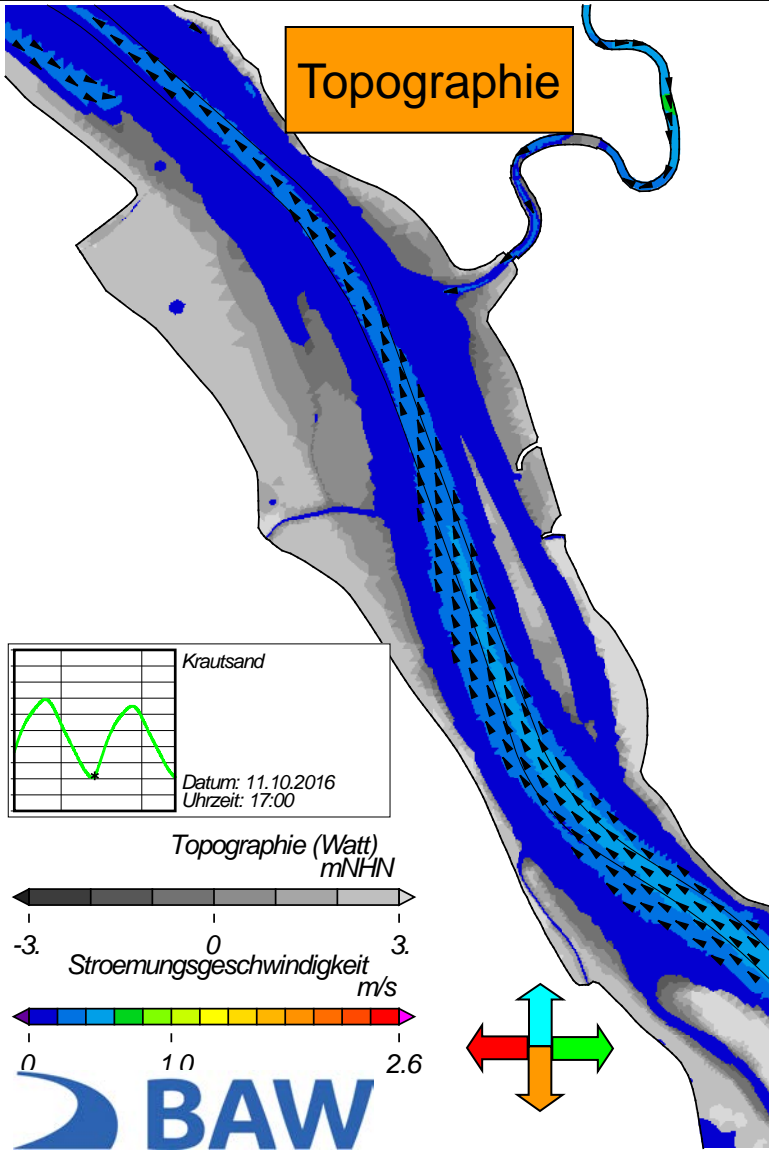 Topographie
Krautsand
Datum: 11.10.2016
Uhrzeit: 17:00
Topographie (Watt)
mNHN
-3. 0 3.
Stroemungsgeschwindigkeit
m/s
0 1.0 2.6
BAW